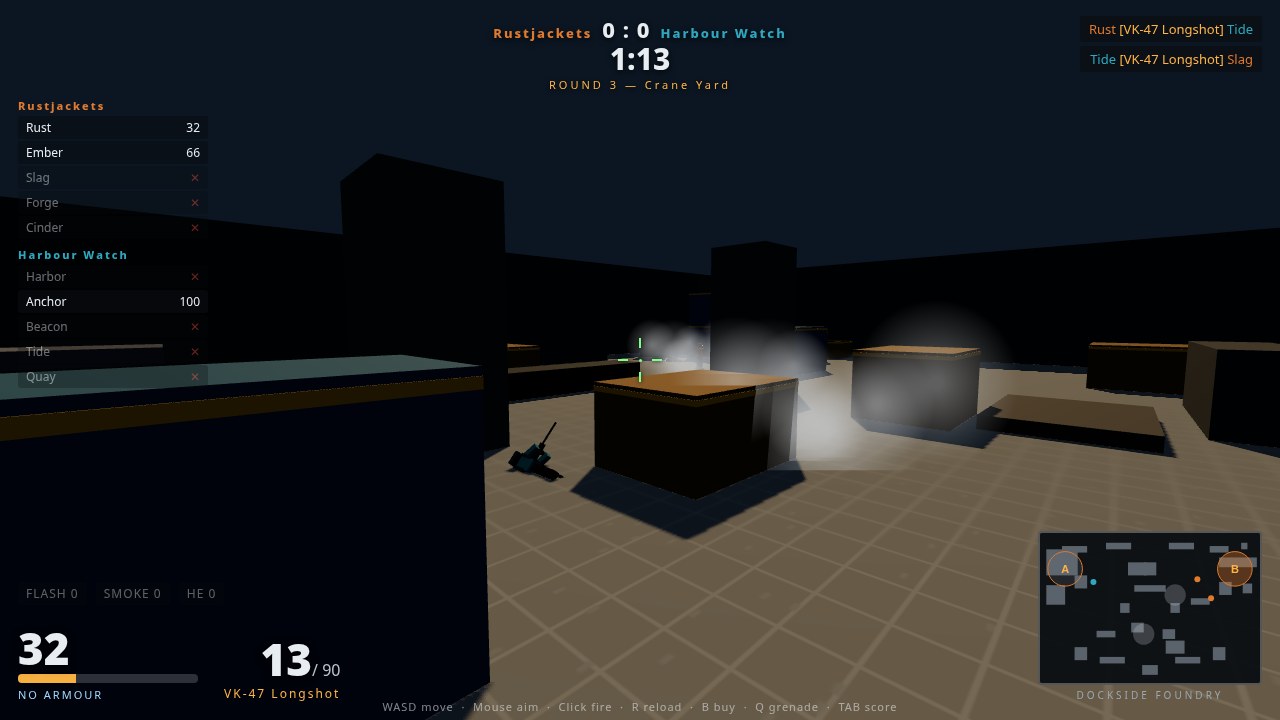 Rustjackets 0 : 0 Harbour Watch
1:13
ROUND 3 — Crane Yard
Rust [VK-47 Longshot] Tide
Tide [VK-47 Longshot] Slag
Rustjackets
Rust 32
Ember 66
Slag ✕
Forge ✕
Cinder ✕
Harbour Watch
Harbor ✕
Anchor 100
Beacon ✕
Tide ✕
Quay ✕
FLASH 0 SMOKE 0 HE 0
32
NO ARMOUR
13 / 90
VK-47 Longshot
A B
DOCKSIDE FOUNDRY
WASD move · Mouse aim · Click fire · R reload · B buy · Q grenade · TAB score